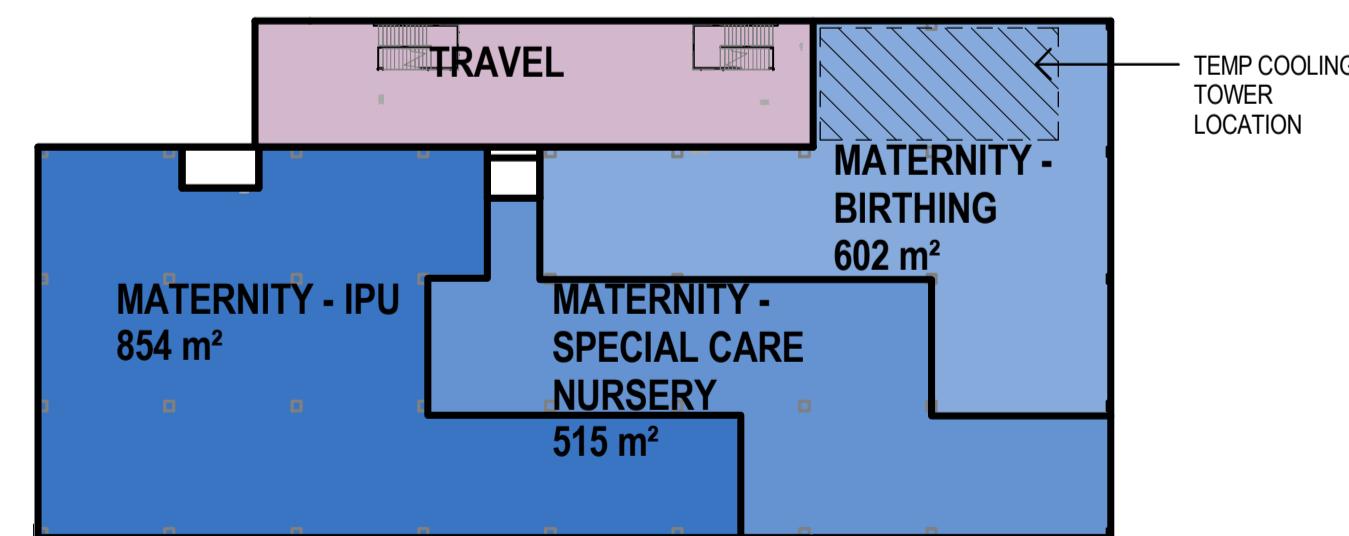 TRAVEL
TEMP COOLING
TOWER
LOCATION
MATERNITY -
BIRTHING
602 m²
MATERNITY - IPU
854 m²
MATERNITY -
SPECIAL CARE
NURSERY
515 m²